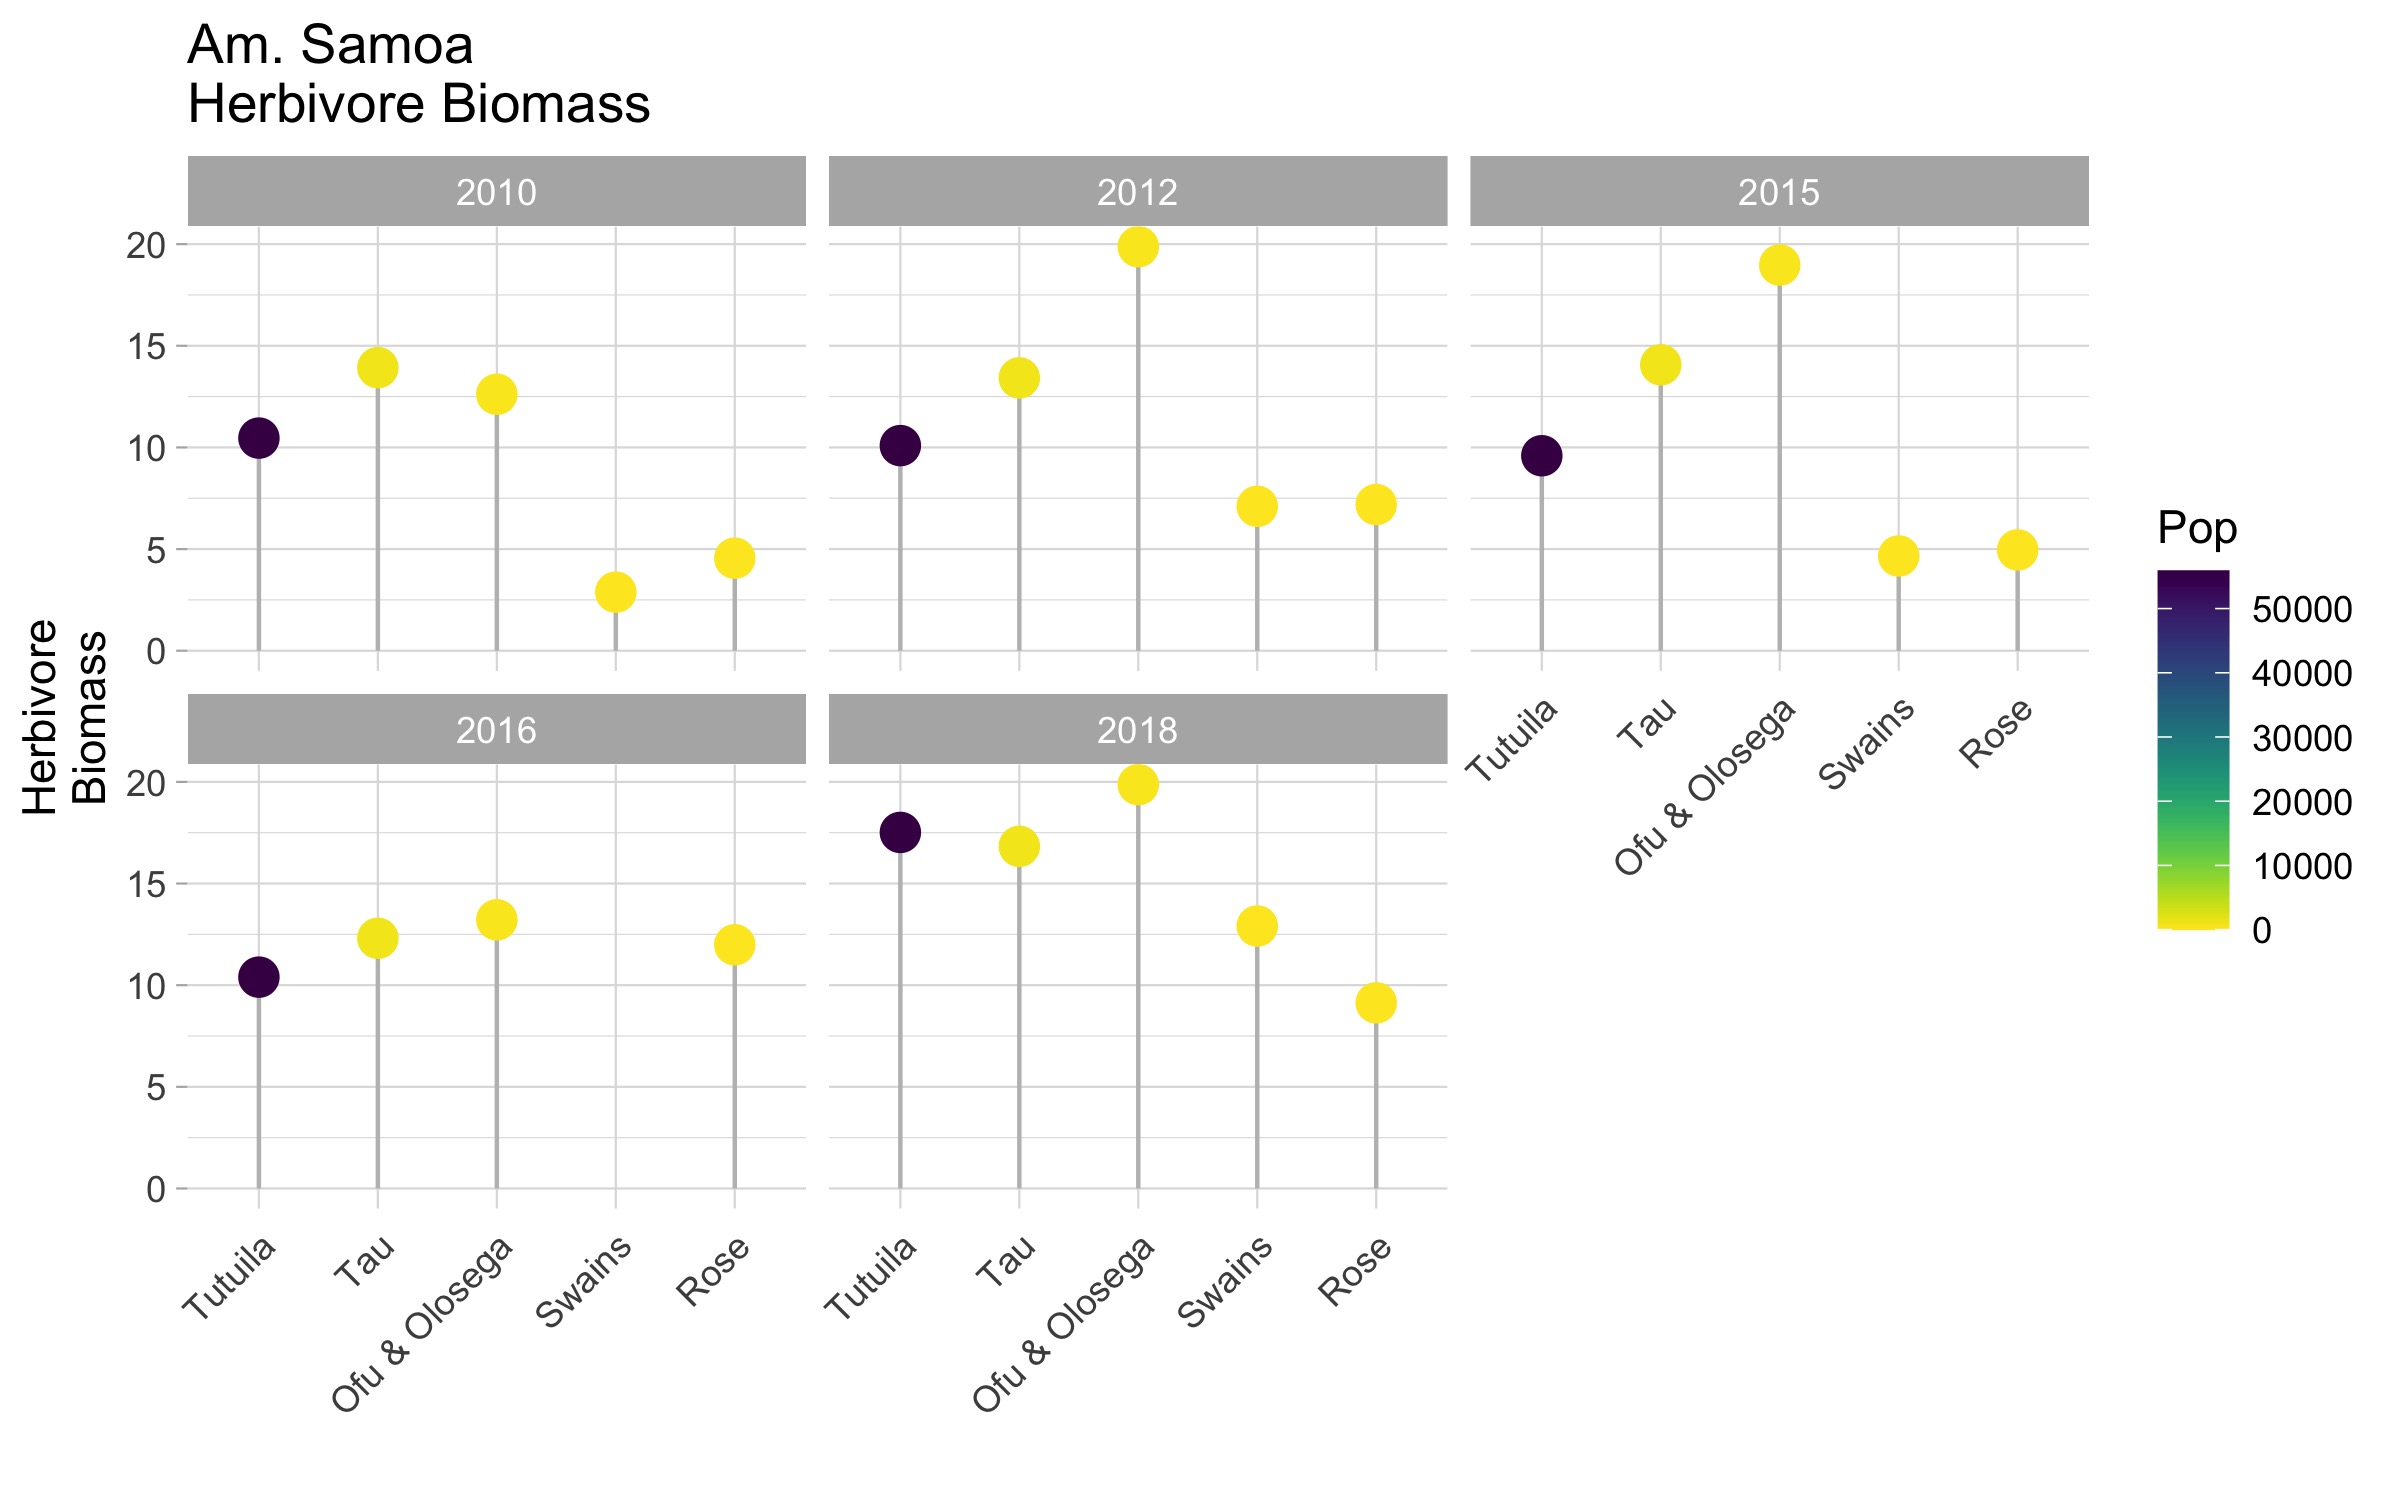 Am. Samoa
Herbivore Biomass
2010
2012
2015
20
15
10
5
0
Herbivore
Biomass
2016
2018
Tutuila
Tau
Ofu & Olosega
Swains
Rose
20
15
10
5
0
Tutuila
Tau
Ofu & Olosega
Swains
Rose
Tutuila
Tau
Ofu & Olosega
Swains
Rose
Pop
50000
40000
30000
20000
10000
0